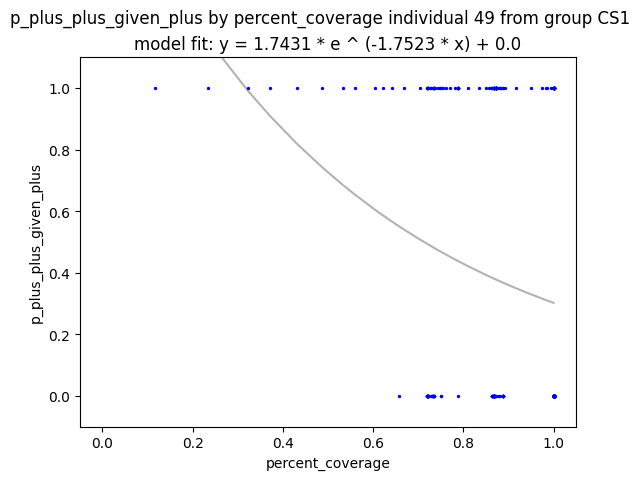 p_plus_plus_given_plus by percent_coverage individual 49 from group CS1
model fit: y = 1.7431 * e ^ (-1.7523 * x) + 0.0
p_plus_plus_given_plus
1.0
0.8
0.6
0.4
0.2
0.0
0.0 0.2 0.4 0.6 0.8 1.0
percent_coverage